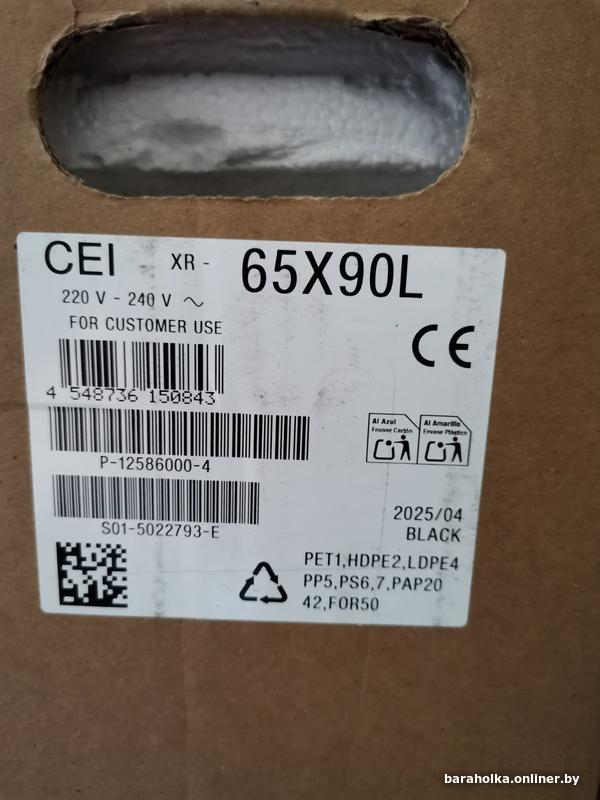 CEI XR - 65X90L
220 V - 240 V ~
FOR CUSTOMER USE
CE
4 548736 150843
P-12586000-4
S01-5022793-E
Al Azul
Envase Cartón
Al Amarillo
Envase Plástico
2025/04
BLACK
PET1,HDPE2,LDPE4
PP5,PS6,7,PAP20
42,FOR50
baraholka.onliner.by